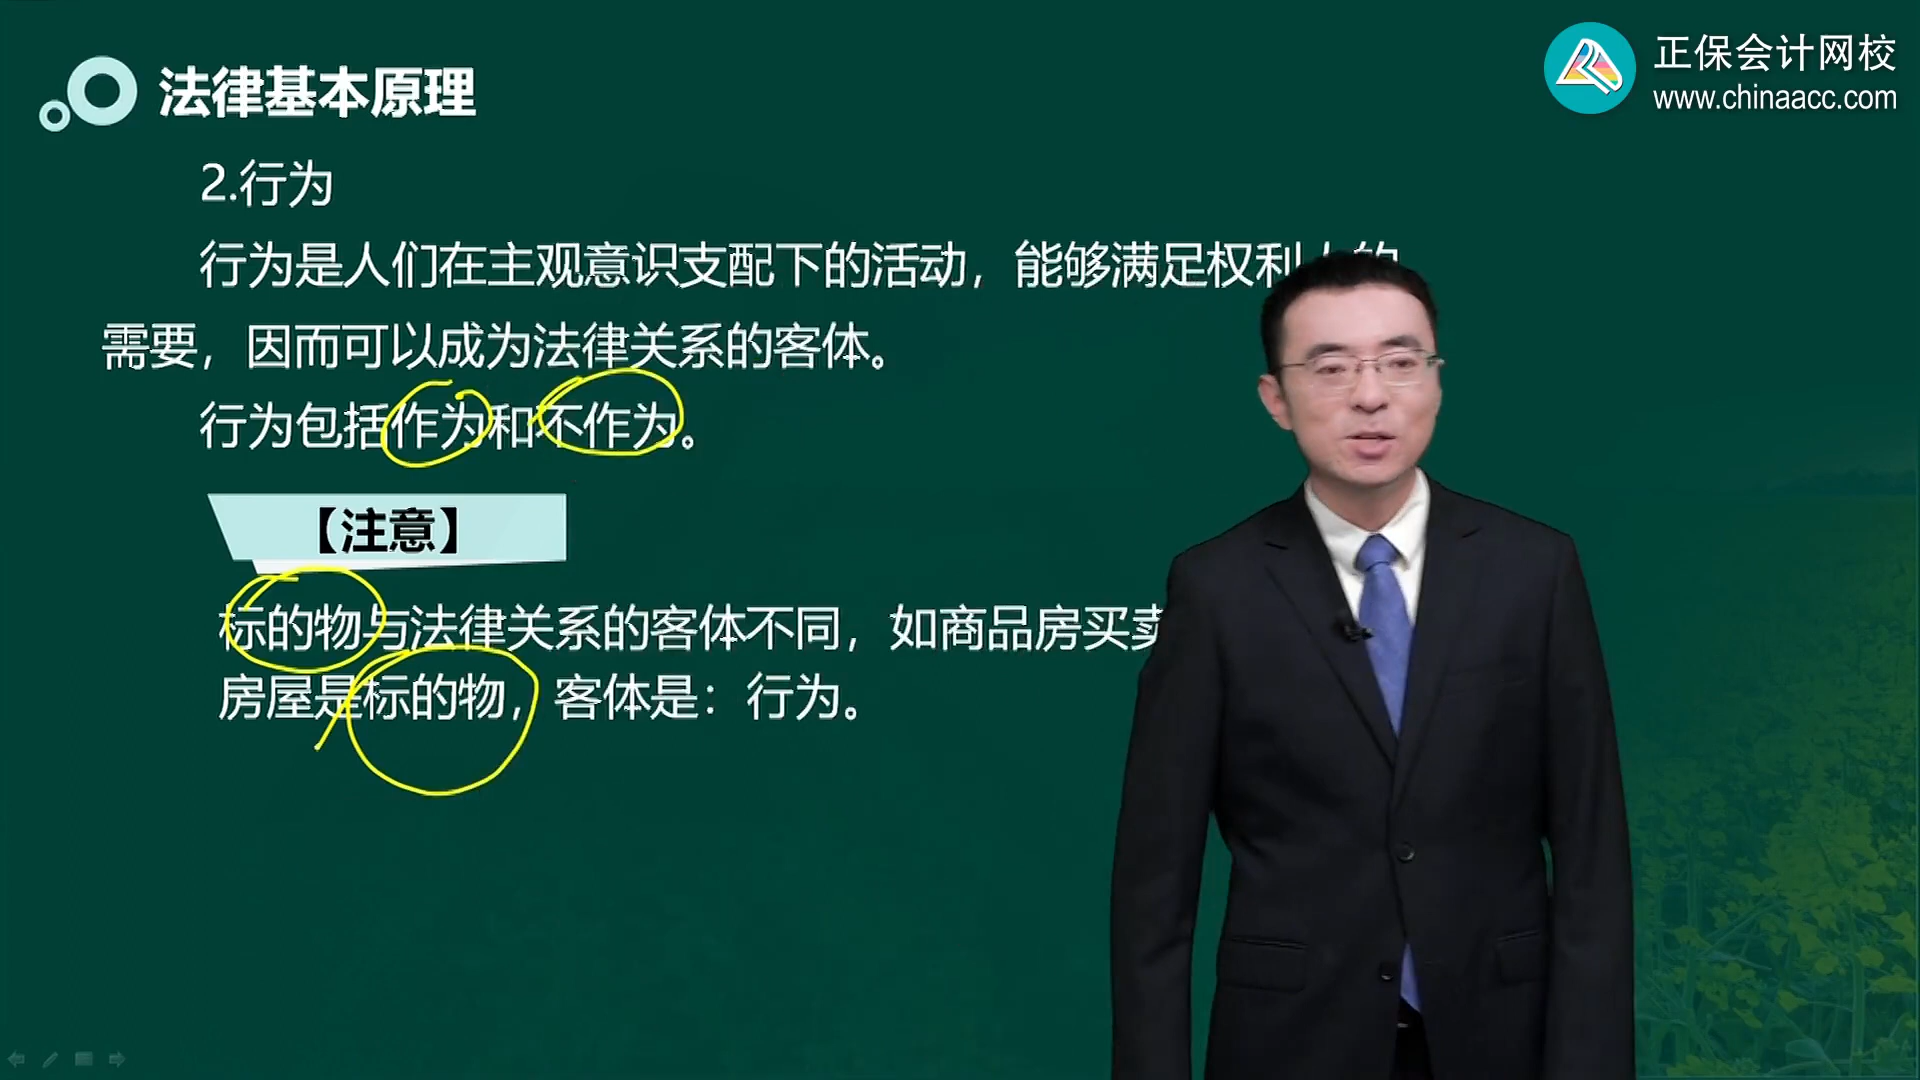 法律基本原理
正保会计网校
www.chinaacc.com
2.行为
行为是人们在主观意识支配下的活动，能够满足权利人的
需要，因而可以成为法律关系的客体。
行为包括作为和不作为。
【注意】
标的物与法律关系的客体不同，如商品房买卖
房屋是标的物，客体是：行为。